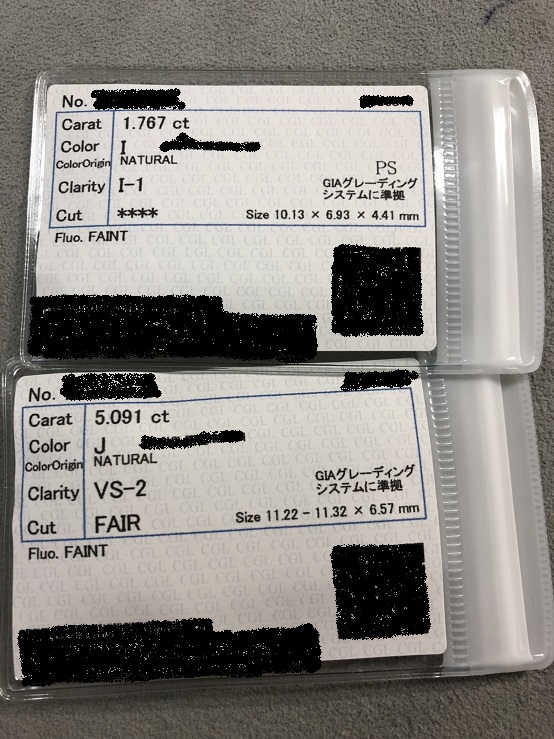 No.
Carat 1.767 ct
Color I
ColorOrigin NATURAL
PS
Clarity I-1
GIAグレーディング
システムに準拠
Cut ****
Size 10.13 × 6.93 × 4.41 mm
Fluo. FAINT
No.
Carat 5.091 ct
Color J
ColorOrigin NATURAL
Clarity VS-2
GIAグレーディング
システムに準拠
Cut FAIR
Size 11.22 - 11.32 × 6.57 mm
Fluo. FAINT